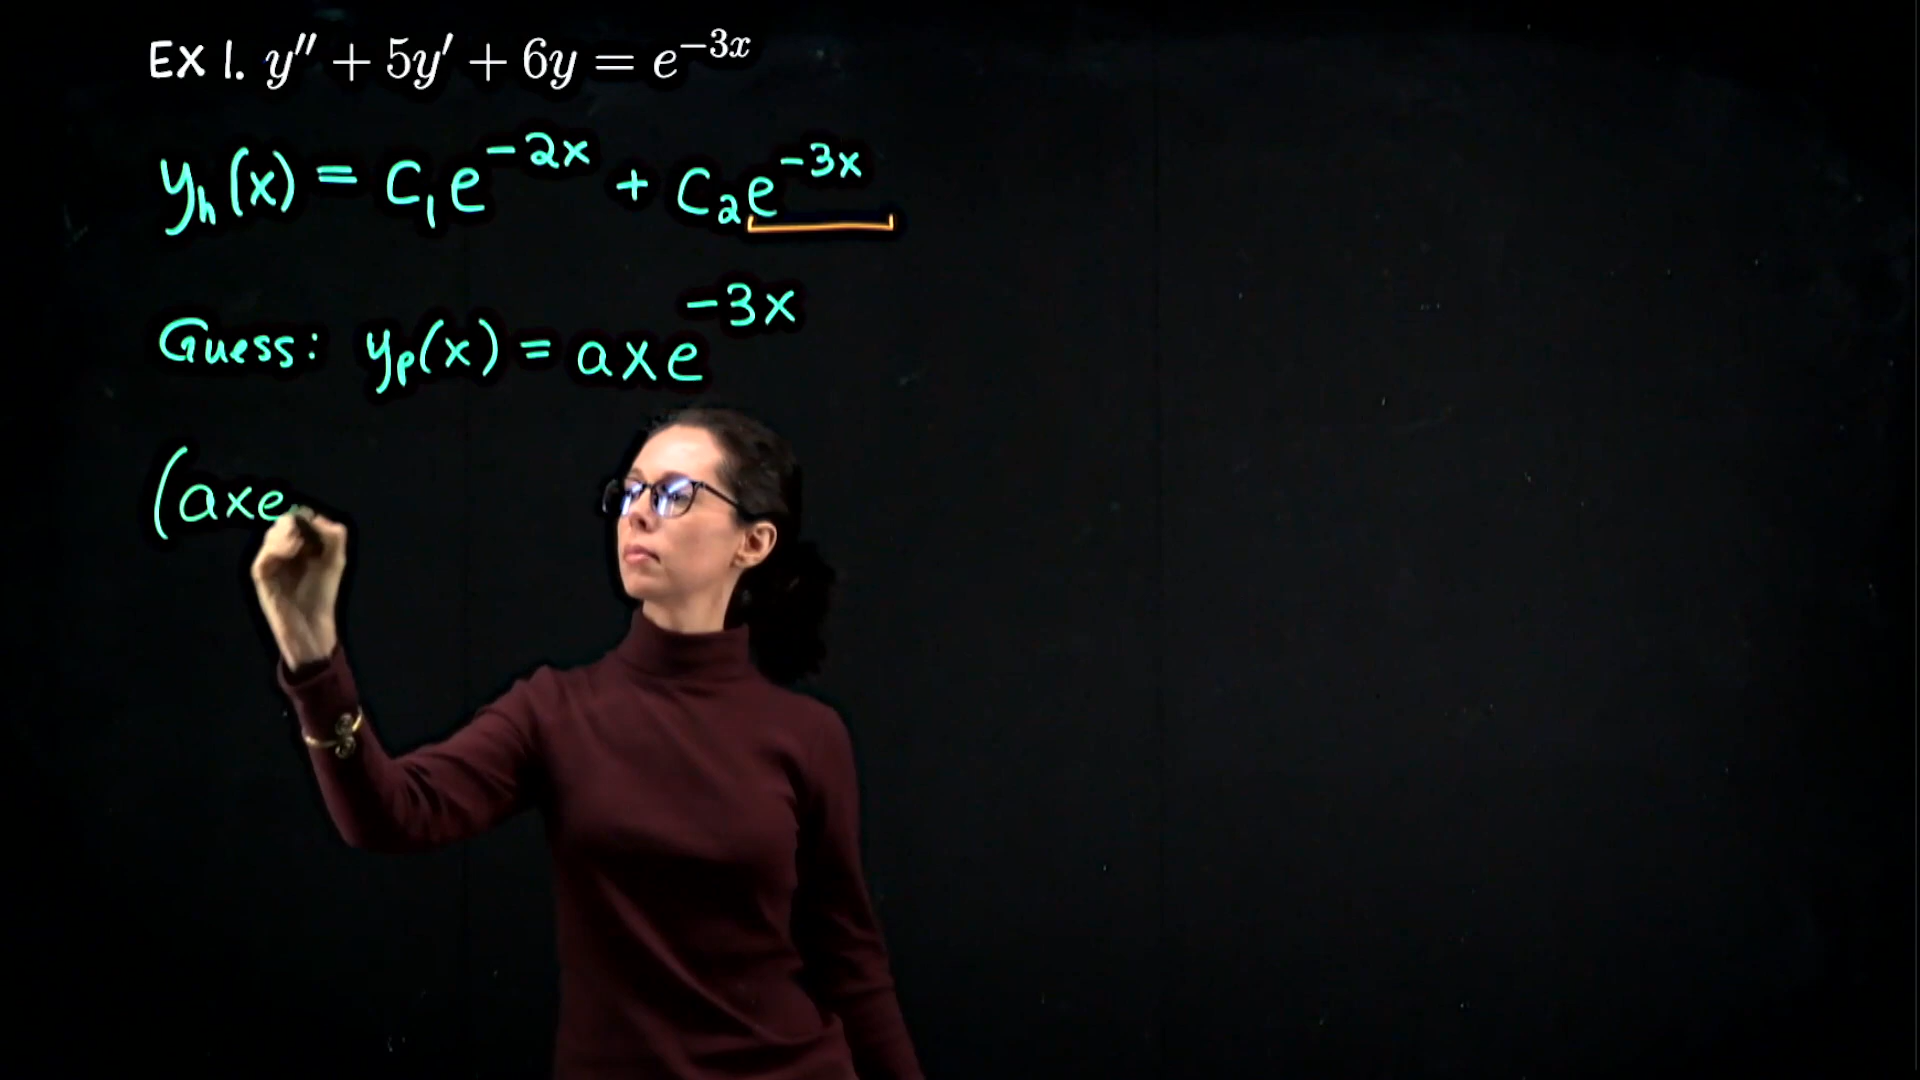 EX 1. y'' + 5y' + 6y = e^{-3x}
y_h(x) = c_1e^{-2x} + c_2e^{-3x}
Guess: y_p(x) = axe^{-3x}
(axe